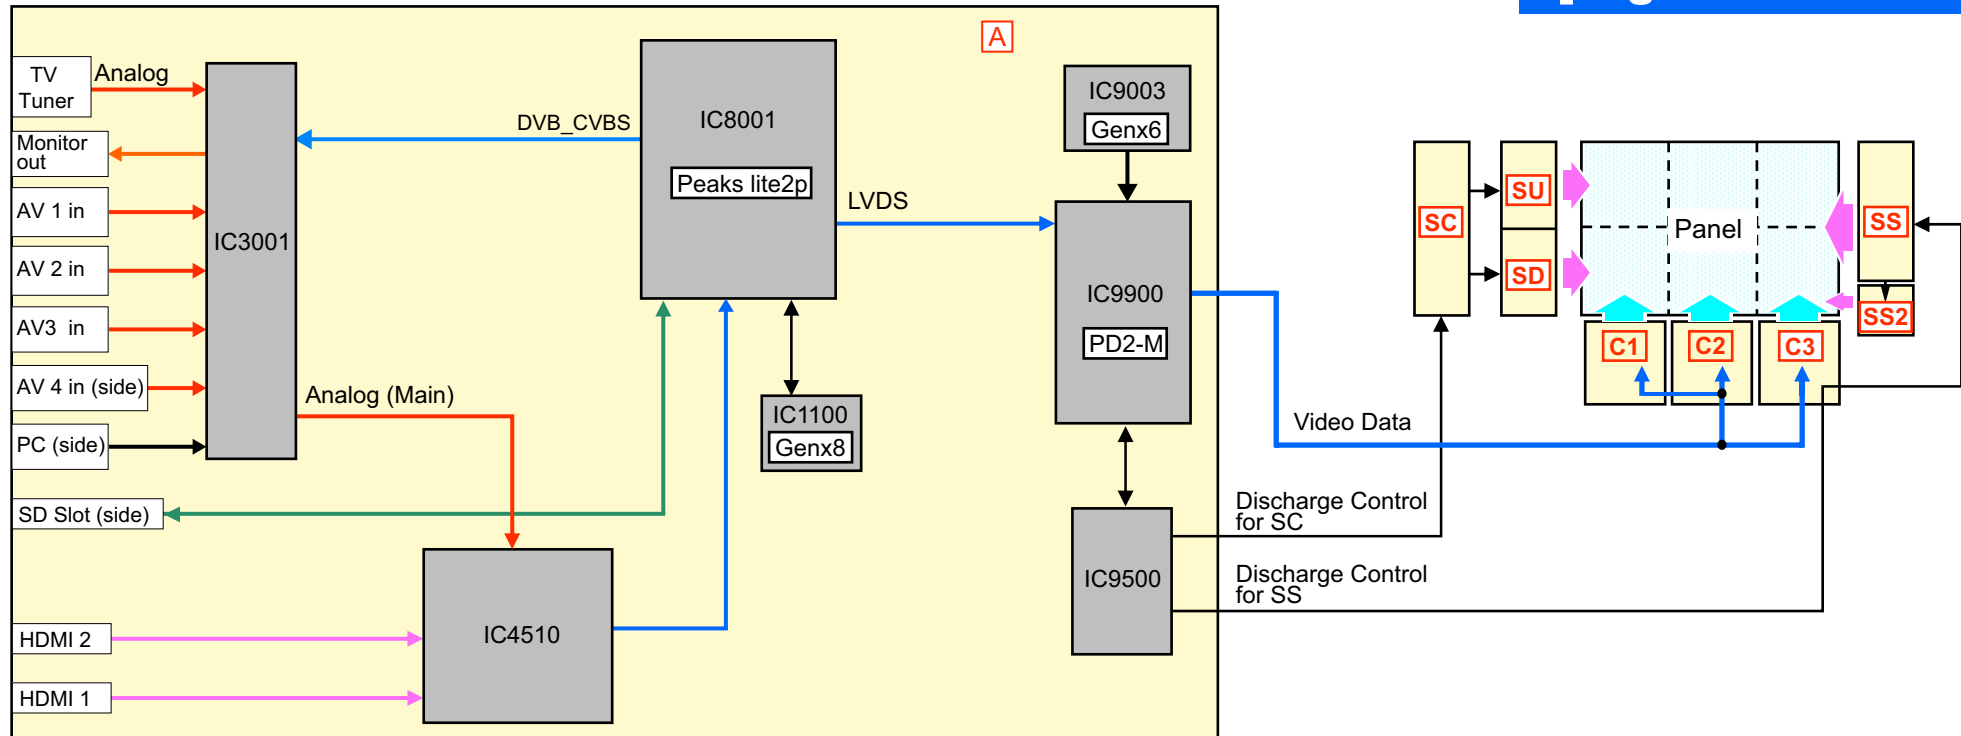 A
TV
Tuner
Analog
Monitor
out
AV 1 in
AV 2 in
AV3 in
AV 4 in (side)
PC (side)
SD Slot (side)
HDMI 2
HDMI 1
IC3001
DVB_CVBS
Analog (Main)
IC8001
Peaks lite2p
LVDS
IC1100
Genx8
IC4510
IC9003
Genx6
IC9900
PD2-M
IC9500
Video Data
Discharge Control
for SC
Discharge Control
for SS
SC
SU
SD
Panel
SS
SS2
C1
C2
C3